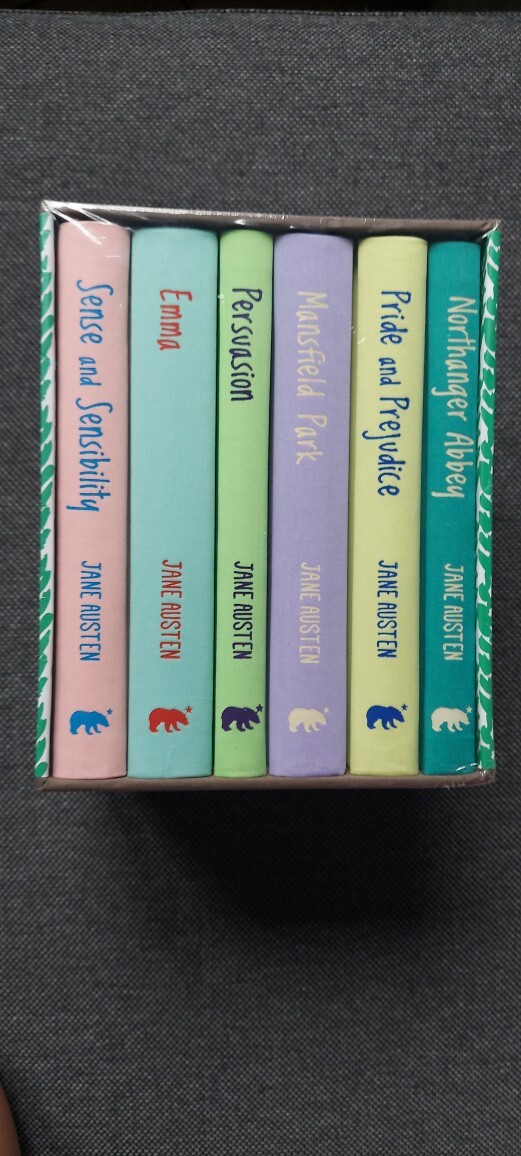 Sense and Sensibility
JANE AUSTEN
Emma
JANE AUSTEN
Persuasion
JANE AUSTEN
Mansfield Park
JANE AUSTEN
Pride and Prejudice
JANE AUSTEN
Northanger Abbey
JANE AUSTEN